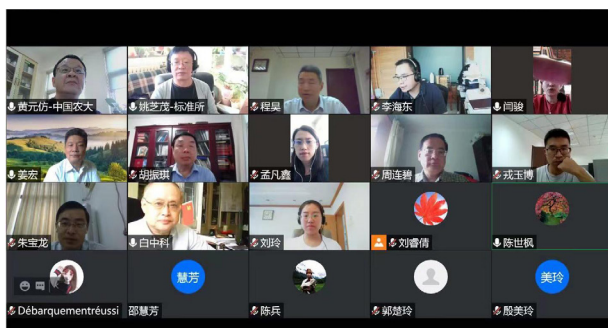 黄元仿-中国农大
姚芝茂-标准所
程昊
李海东
闫骏
姜宏
胡振琪
孟凡鑫
周连碧
戎玉博
朱宝龙
白中科
刘玲
刘睿倩
陈世枫
Débarquementréussi
慧芳
邵慧芳
陈兵
郭楚玲
美玲
殷美玲